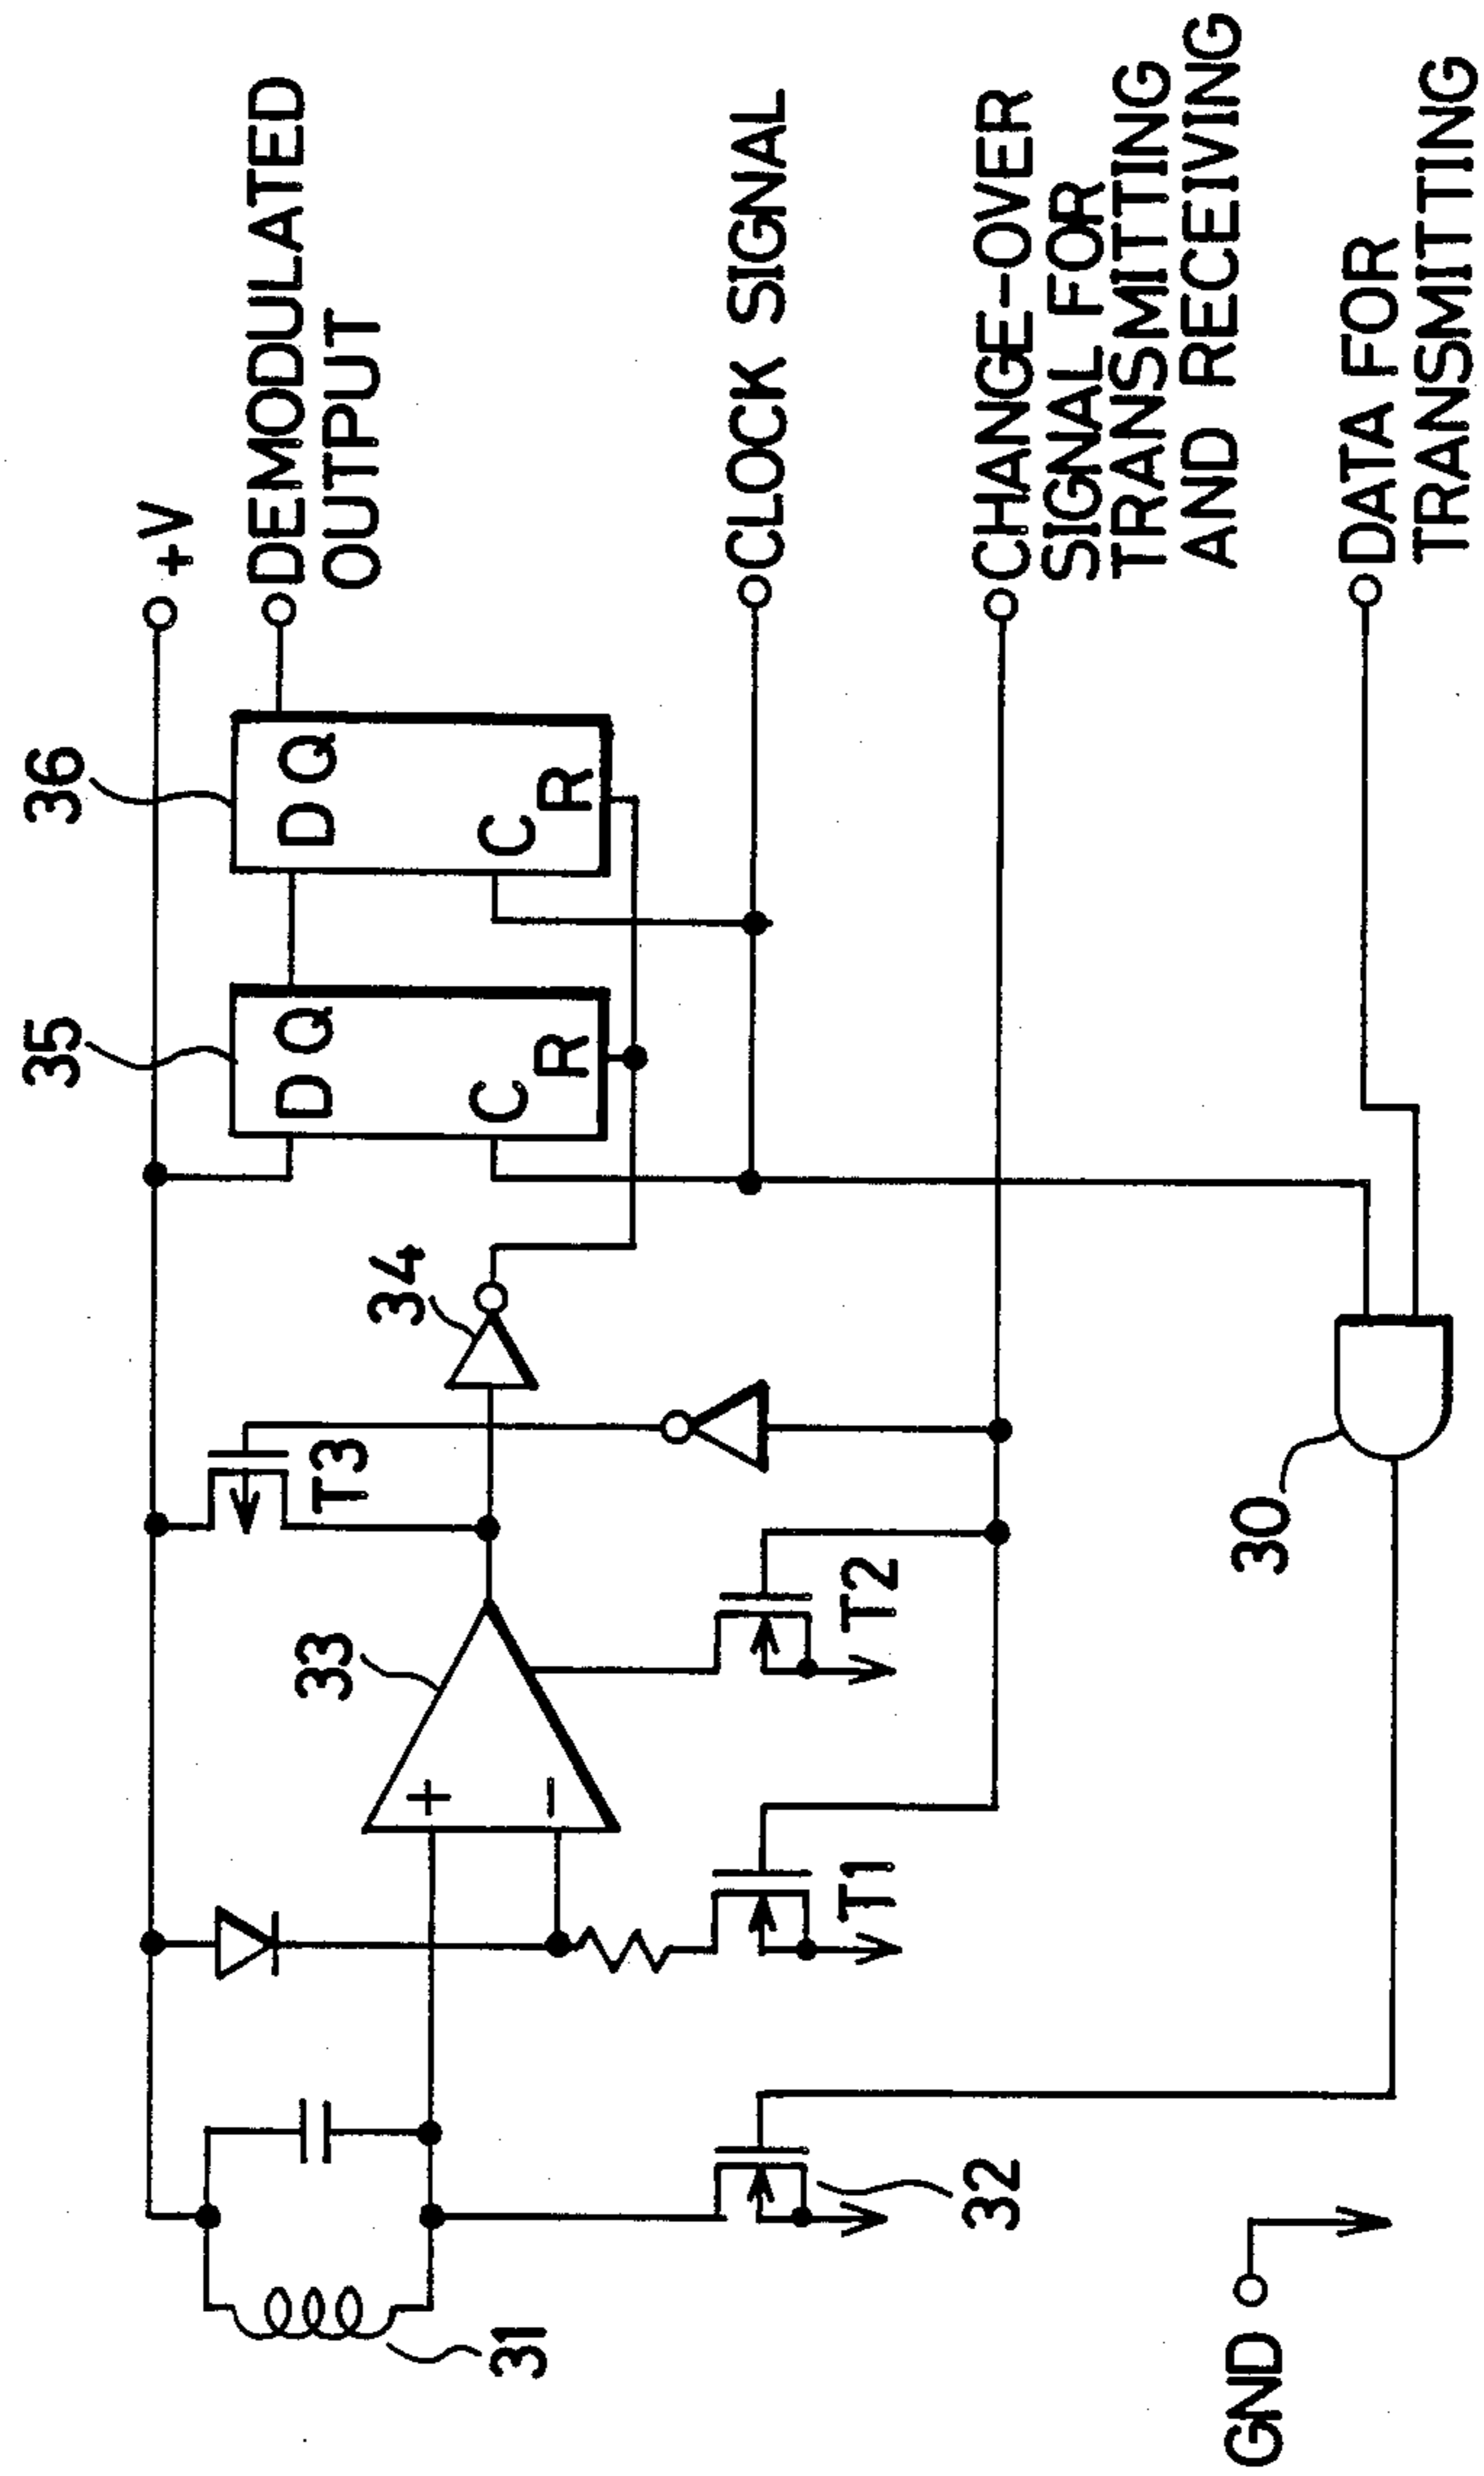 36
+V
DEMODULATED
OUTPUT
35
D Q
C
R
D Q
C
R
CLOCK SIGNAL
34
T3
33
+
−
T2
T1
CHANGE-OVER
SIGNAL FOR
TRANSMITTING
AND RECEIVING
31
32
30
DATA FOR
TRANSMITTING
GND